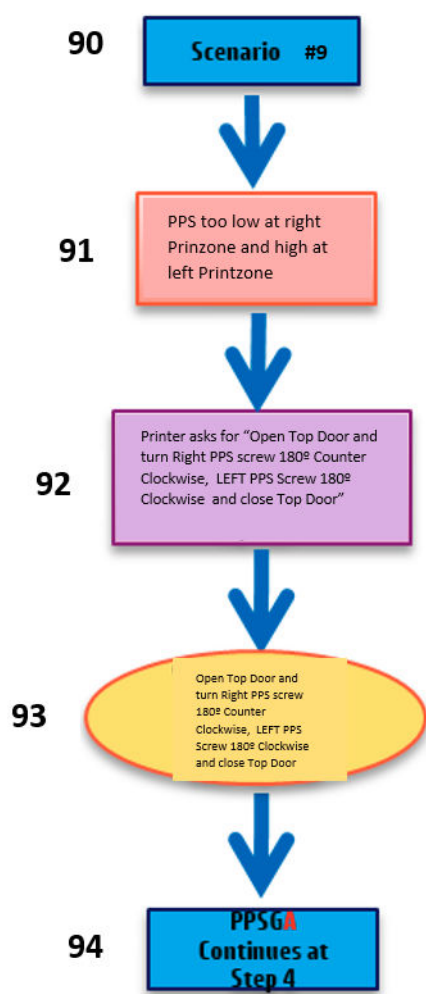 90
Scenario #9
91
PPS too low at right
Prinzone and high at
left Printzone
92
Printer asks for “Open Top Door and
turn Right PPS screw 180º Counter
Clockwise, LEFT PPS Screw 180º
Clockwise and close Top Door”
93
Open Top Door and
turn Right PPS screw
180º Counter
Clockwise, LEFT PPS
Screw 180º Clockwise
and close Top Door
94
PPSGA
Continues at
Step 4